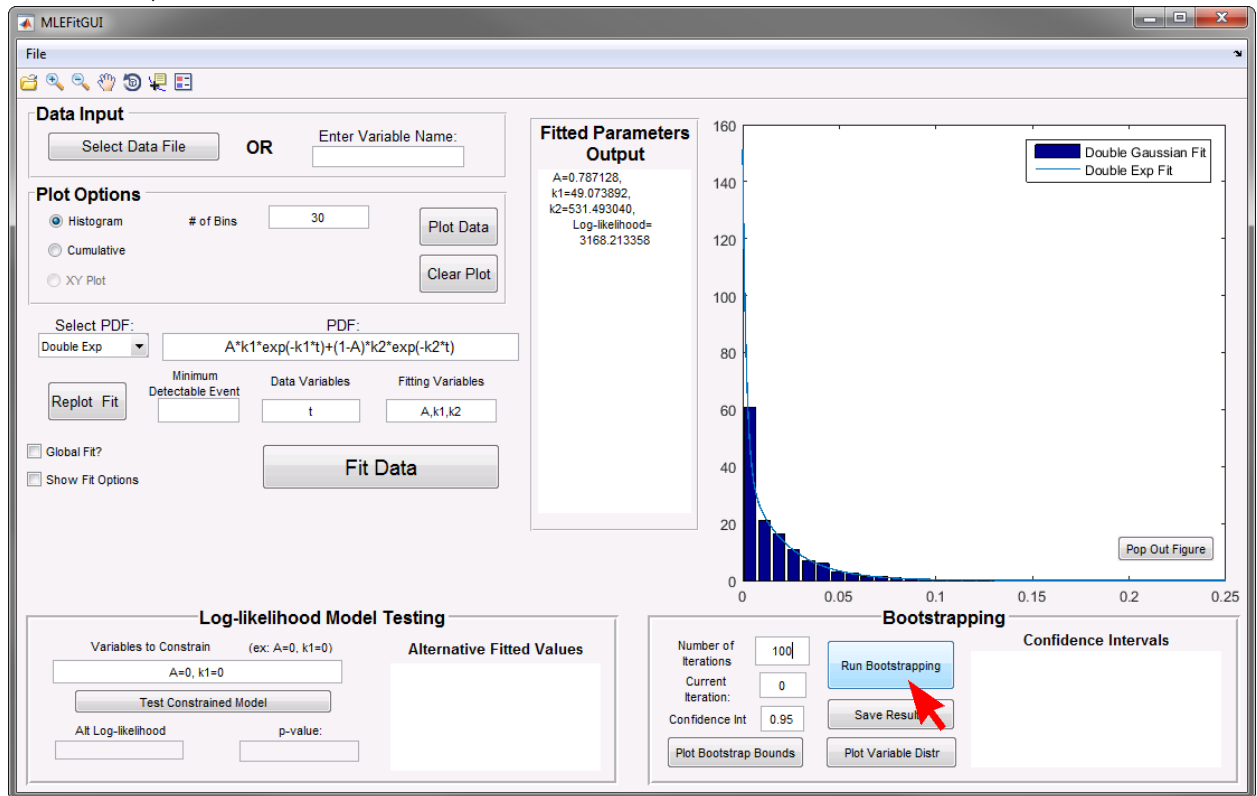 MLEFitGUI
File
Data Input
Select Data File
OR
Enter Variable Name:
Plot Options
Histogram
# of Bins
30
Plot Data
Cumulative
XY Plot
Clear Plot
Select PDF:
PDF:
Double Exp
A*k1*exp(-k1*t)+(1-A)*k2*exp(-k2*t)
Replot Fit
Minimum
Detectable Event
Data Variables
Fitting Variables
t
A,k1,k2
Global Fit?
Show Fit Options
Fit Data
Fitted Parameters
Output
A=0.787128,
k1=49.073892,
k2=531.493040,
Log-likelihood=
3168.213358
160
140
120
100
80
60
40
20
0
0
0.05
0.1
0.15
0.2
0.25
Double Gaussian Fit
Double Exp Fit
Pop Out Figure
Log-likelihood Model Testing
Variables to Constrain
(ex: A=0, k1=0)
A=0, k1=0
Test Constrained Model
Alt Log-likelihood
p-value:
Alternative Fitted Values
Bootstrapping
Number of
Iterations
100
Run Bootstrapping
Current
Iteration:
0
Confidence Int
0.95
Save Resul
Plot Bootstrap Bounds
Plot Variable Distr
Confidence Intervals